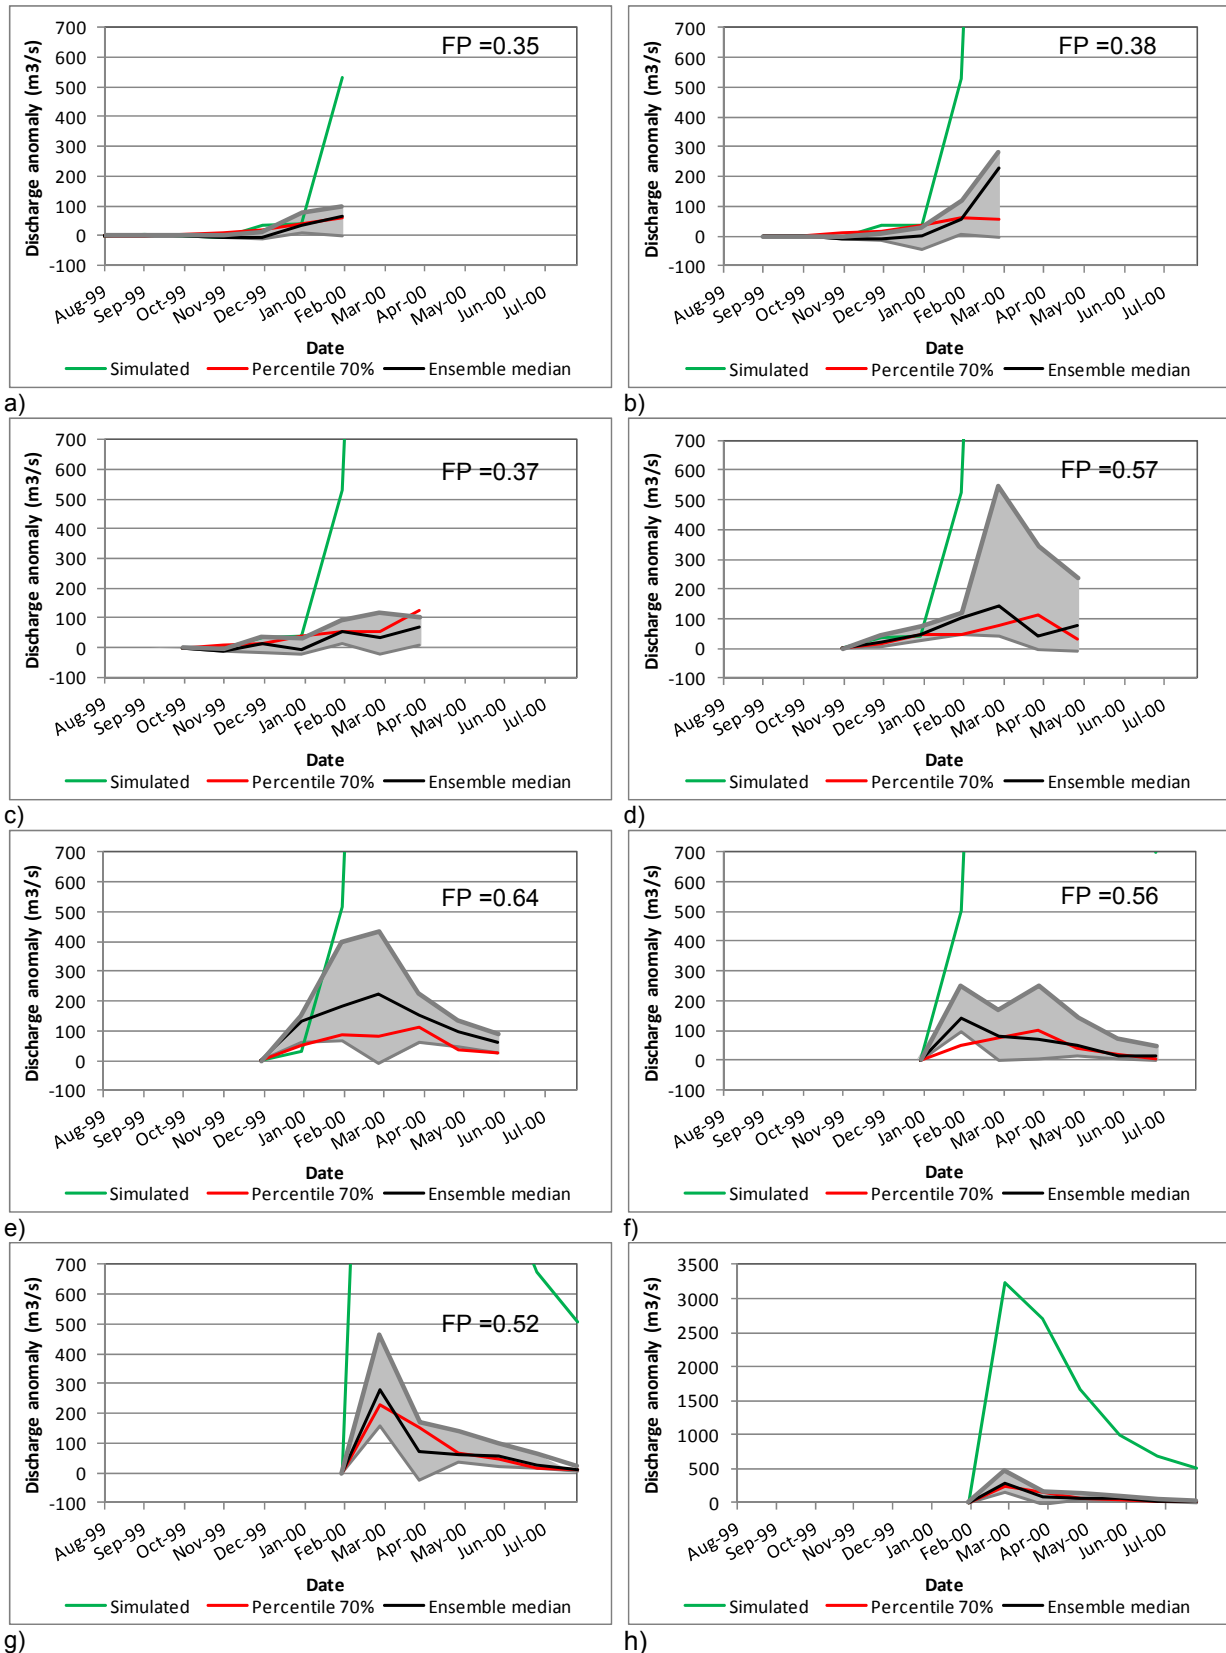 FP =0.35
Discharge anomaly (m3/s)
700
600
500
400
300
200
100
0
-100
Aug-99 Sep-99 Oct-99 Nov-99 Dec-99 Jan-00 Feb-00 Mar-00 Apr-00 May-00 Jun-00 Jul-00
Date
Simulated Percentile 70% Ensemble median
a)
FP =0.38
Discharge anomaly (m3/s)
700
600
500
400
300
200
100
0
-100
Aug-99 Sep-99 Oct-99 Nov-99 Dec-99 Jan-00 Feb-00 Mar-00 Apr-00 May-00 Jun-00 Jul-00
Date
Simulated Percentile 70% Ensemble median
b)
FP =0.37
Discharge anomaly (m3/s)
700
600
500
400
300
200
100
0
-100
Aug-99 Sep-99 Oct-99 Nov-99 Dec-99 Jan-00 Feb-00 Mar-00 Apr-00 May-00 Jun-00 Jul-00
Date
Simulated Percentile 70% Ensemble median
c)
FP =0.57
Discharge anomaly (m3/s)
700
600
500
400
300
200
100
0
-100
Aug-99 Sep-99 Oct-99 Nov-99 Dec-99 Jan-00 Feb-00 Mar-00 Apr-00 May-00 Jun-00 Jul-00
Date
Simulated Percentile 70% Ensemble median
d)
FP =0.64
Discharge anomaly (m3/s)
700
600
500
400
300
200
100
0
-100
Aug-99 Sep-99 Oct-99 Nov-99 Dec-99 Jan-00 Feb-00 Mar-00 Apr-00 May-00 Jun-00 Jul-00
Date
Simulated Percentile 70% Ensemble median
e)
FP =0.56
Discharge anomaly (m3/s)
700
600
500
400
300
200
100
0
-100
Aug-99 Sep-99 Oct-99 Nov-99 Dec-99 Jan-00 Feb-00 Mar-00 Apr-00 May-00 Jun-00 Jul-00
Date
Simulated Percentile 70% Ensemble median
f)
FP =0.52
Discharge anomaly (m3/s)
700
600
500
400
300
200
100
0
-100
Aug-99 Sep-99 Oct-99 Nov-99 Dec-99 Jan-00 Feb-00 Mar-00 Apr-00 May-00 Jun-00 Jul-00
Date
Simulated Percentile 70% Ensemble median
g)
Discharge anomaly (m3/s)
3500
3000
2500
2000
1500
1000
500
0
Aug-99 Sep-99 Oct-99 Nov-99 Dec-99 Jan-00 Feb-00 Mar-00 Apr-00 May-00 Jun-00 Jul-00
Date
Simulated Percentile 70% Ensemble median
h)